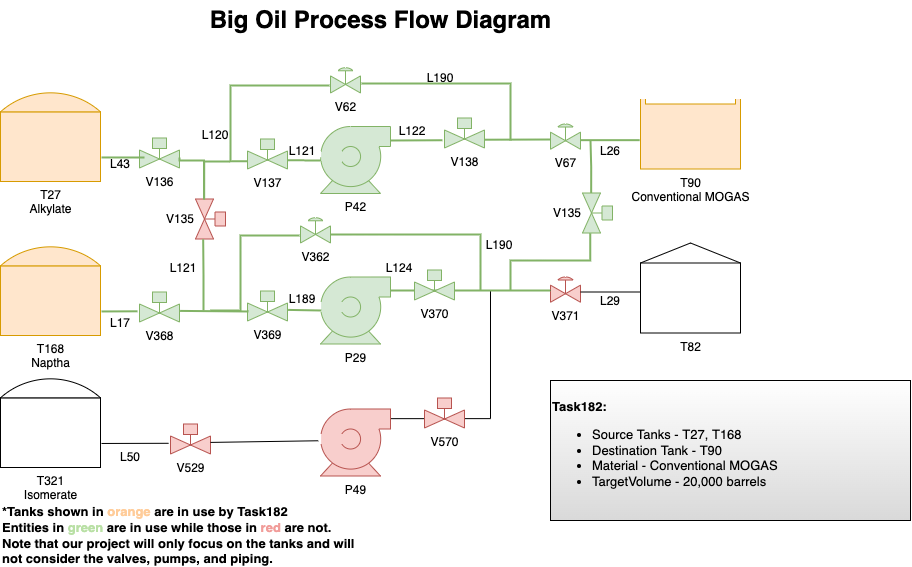 Big Oil Process Flow Diagram
L190
V62
L120
L122
L121
V138
V67
L26
L43
V136
V137
P42
T27
Alkylate
T90
Conventional MOGAS
V135
V135
V362
L190
L121
L124
L189
V370
V371
L29
L17
V368
V369
P29
T168
Naptha
T82
Task182:
• Source Tanks - T27, T168
• Destination Tank - T90
• Material - Conventional MOGAS
• TargetVolume - 20,000 barrels
V570
L50
V529
P49
T321
Isomerate
*Tanks shown in orange are in use by Task182
Entities in green are in use while those in red are not.
Note that our project will only focus on the tanks and will
not consider the valves, pumps, and piping.